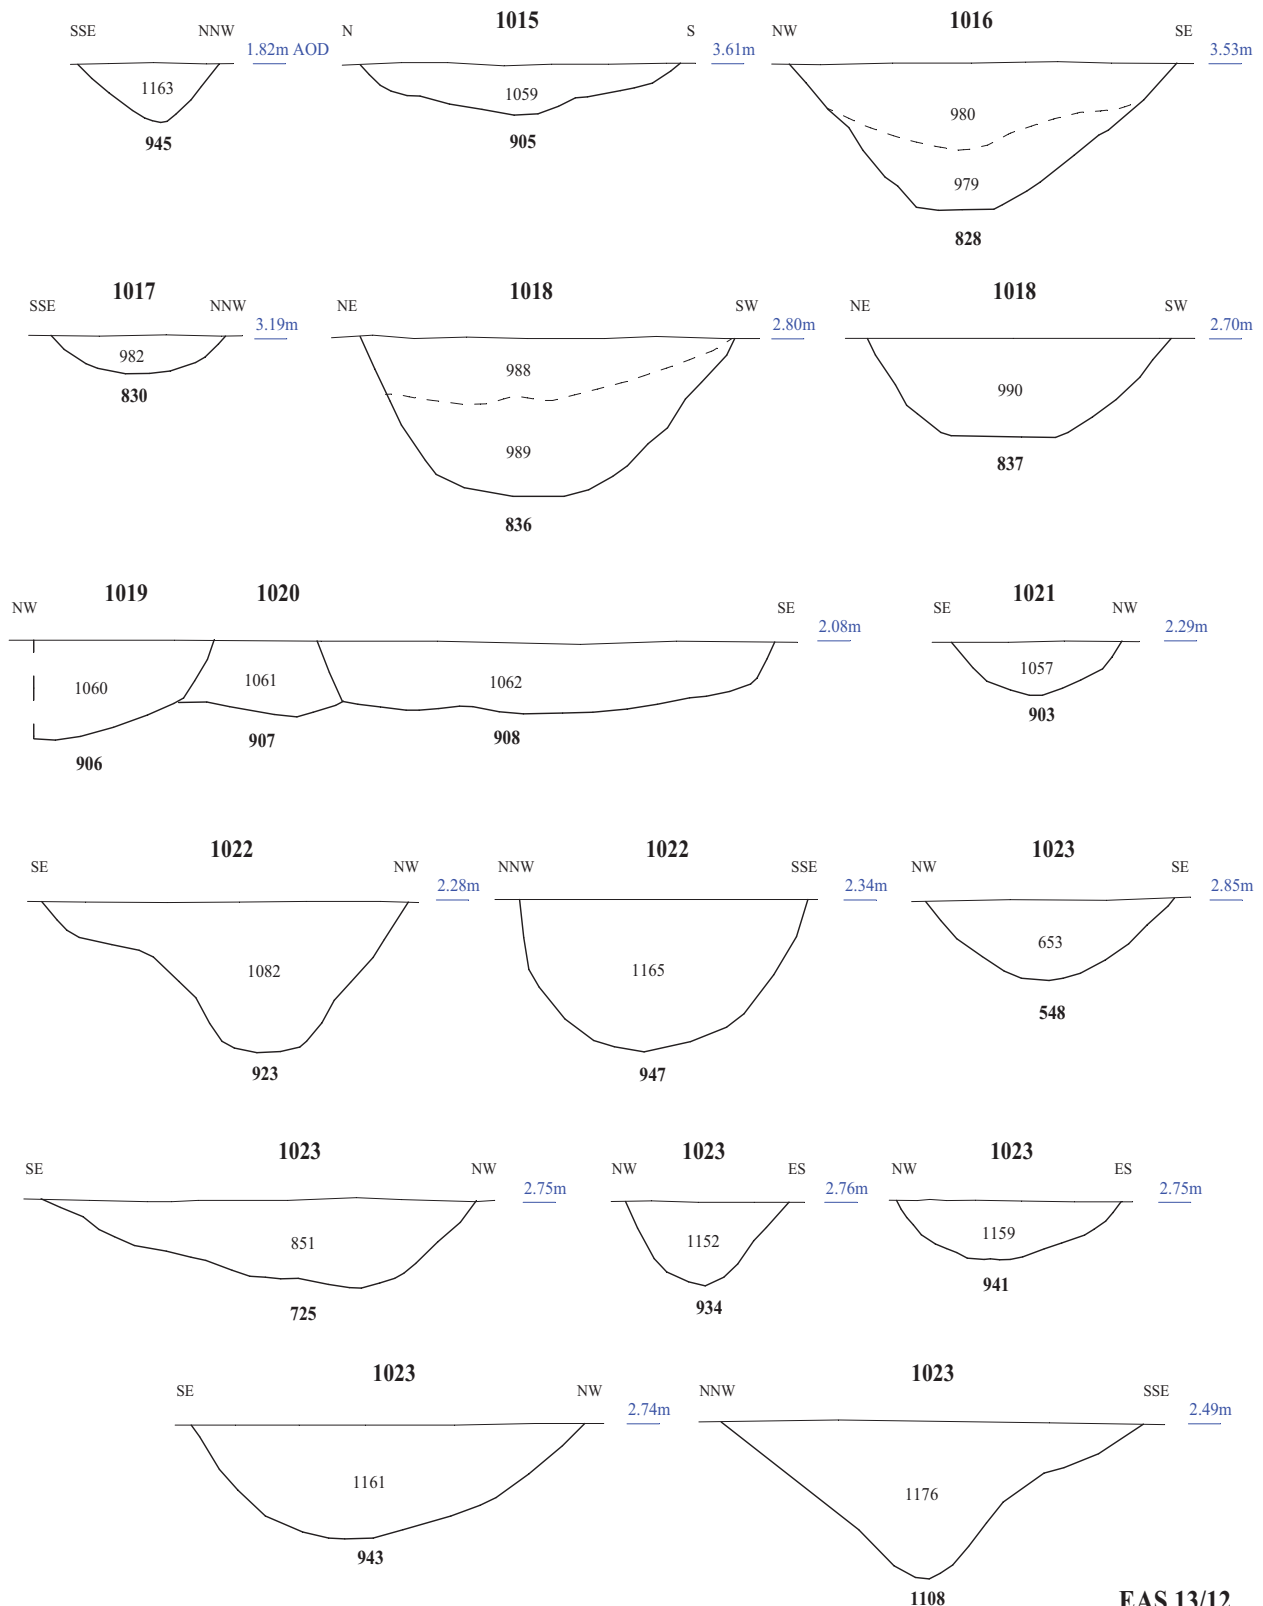 1015
1016
SSE NNW 1.82m AOD
N S 3.61m
NW SE 3.53m
1163
945
1059
905
980
979
828
1017
1018
1018
SSE NNW 3.19m
NE SW 2.80m
NE SW 2.70m
982
830
988
989
836
990
837
1019 1020
1021
NW SE 2.08m
SE NW 2.29m
1060 1061 1062
906 907 908
1057
903
1022
1022
1023
SE NW 2.28m
NNW SSE 2.34m
NW SE 2.85m
1082
923
1165
947
653
548
1023
1023
1023
SE NW 2.75m
NW ES 2.76m
NW ES 2.75m
851
725
1152
934
1159
941
1023
1023
SE NW 2.74m
NNW SSE 2.49m
1161
943
1176
1108
EAS 13/12